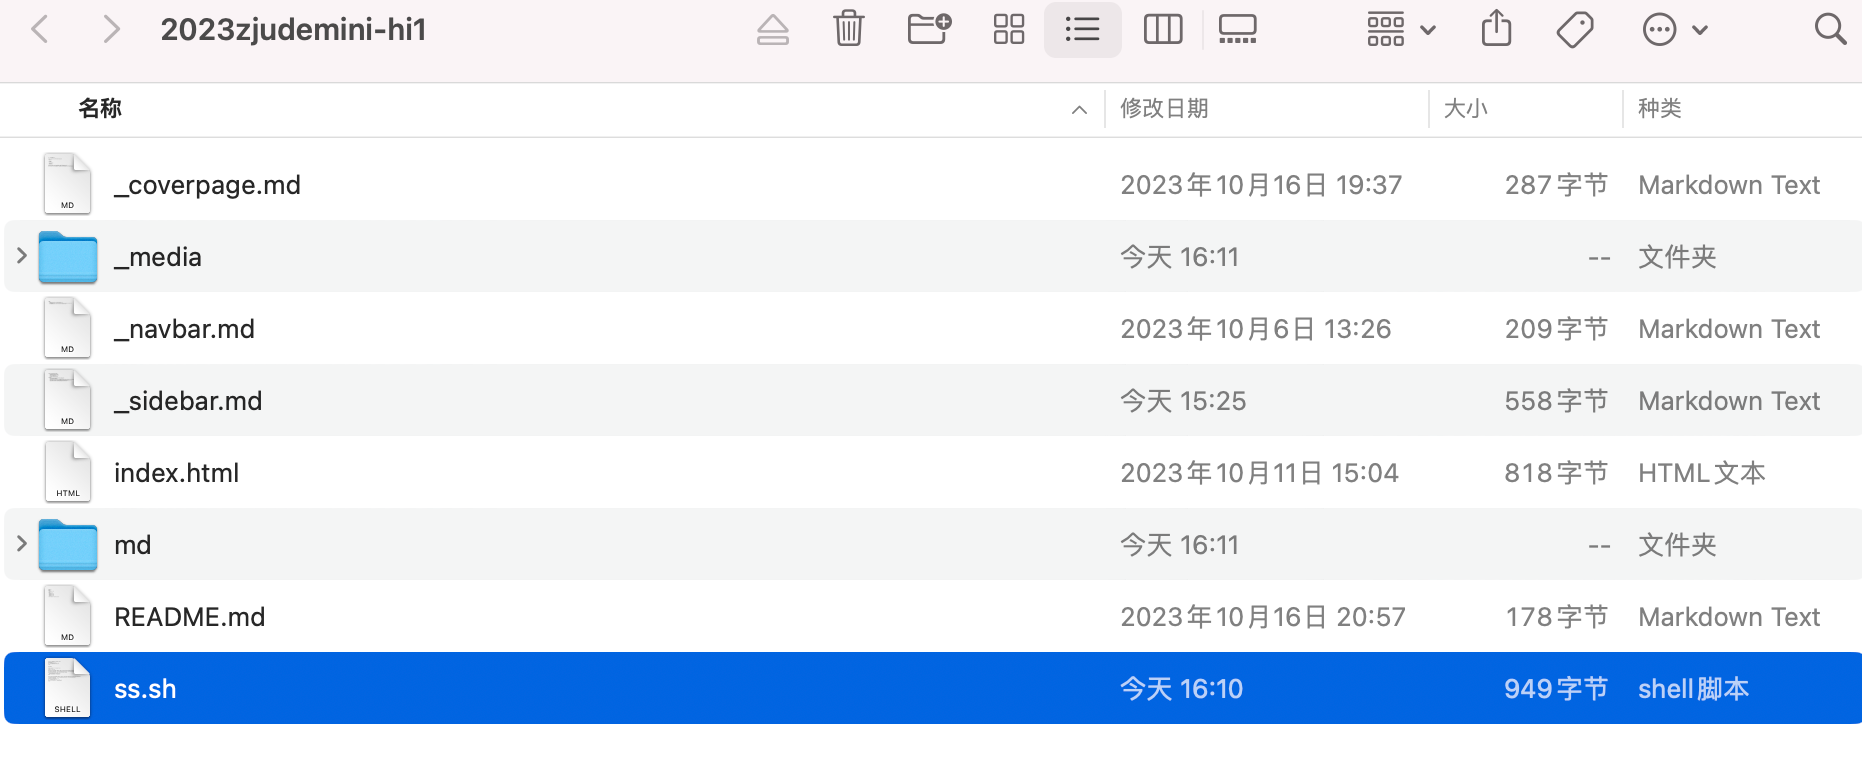 2023zjudemini-hi1
名称 修改日期 大小 种类
MD _coverpage.md 2023年10月16日 19:37 287字节 Markdown Text
_media 今天 16:11 -- 文件夹
MD _navbar.md 2023年10月6日 13:26 209字节 Markdown Text
MD _sidebar.md 今天 15:25 558字节 Markdown Text
HTML index.html 2023年10月11日 15:04 818字节 HTML文本
md 今天 16:11 -- 文件夹
MD README.md 2023年10月16日 20:57 178字节 Markdown Text
SHELL ss.sh 今天 16:10 949字节 shell脚本